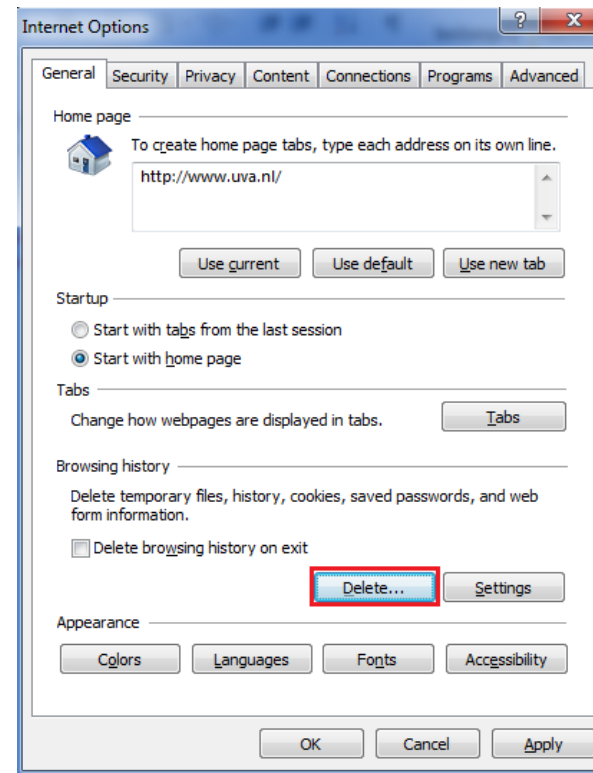 Internet Options
General Security Privacy Content Connections Programs Advanced
Home page
To create home page tabs, type each address on its own line.
http://www.uva.nl/
Use current Use default Use new tab
Startup
Start with tabs from the last session
Start with home page
Tabs
Change how webpages are displayed in tabs. Tabs
Browsing history
Delete temporary files, history, cookies, saved passwords, and web
form information.
Delete browsing history on exit
Delete... Settings
Appearance
Colors Languages Fonts Accessibility
OK Cancel Apply